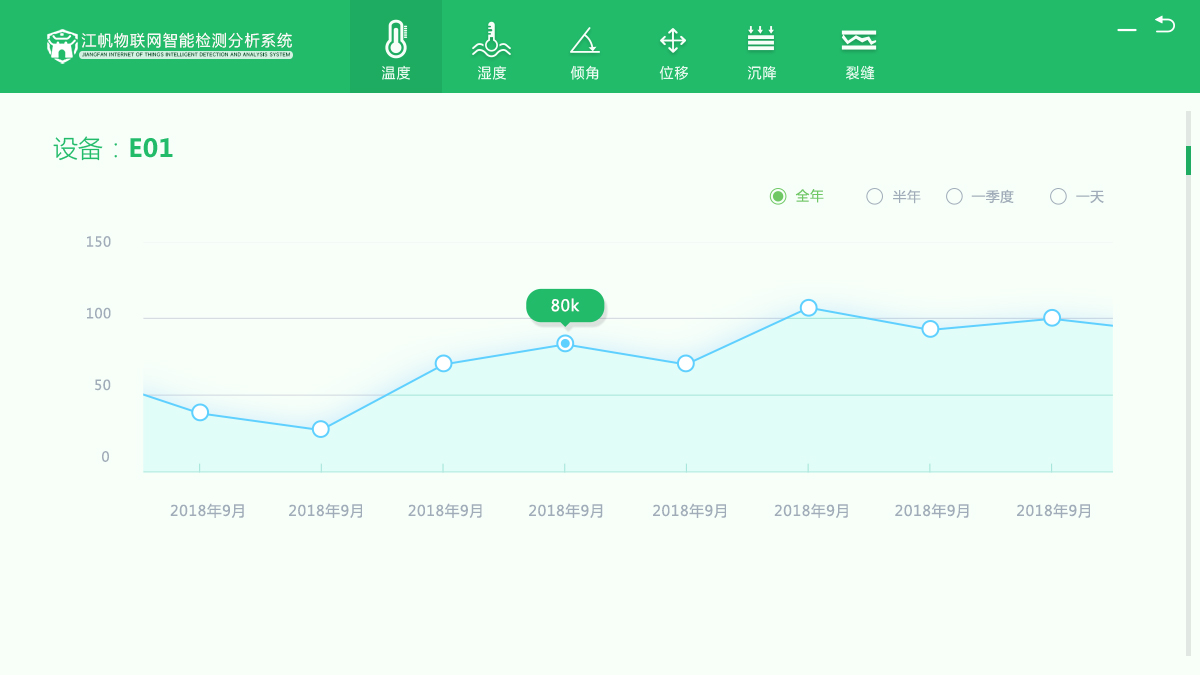 江帆物联网智能检测分析系统
JIANGFAN INTERNET OF THINGS INTELLIGENT DETECTION AND ANALYSIS SYSTEM
温度 湿度 倾角 位移 沉降 裂缝
设备：E01
全年 半年 一季度 一天
150
80k
100
50
0
2018年9月 2018年9月 2018年9月 2018年9月 2018年9月 2018年9月 2018年9月 2018年9月